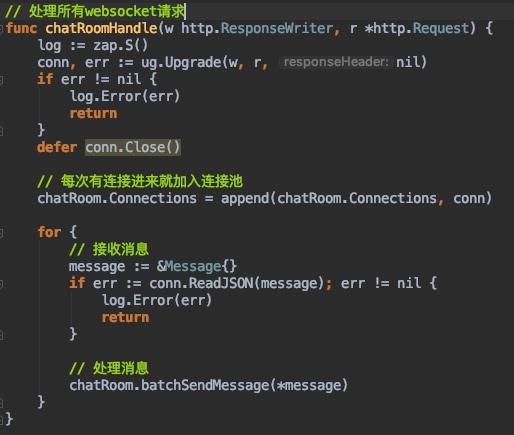 // 处理所有websocket请求
func chatRoomHandle(w http.ResponseWriter, r *http.Request) {
    log := zap.S()
    conn, err := ug.Upgrade(w, r, responseHeader: nil)
    if err != nil {
        log.Error(err)
        return
    }
    defer conn.Close()

    // 每次有连接进来就加入连接池
    chatRoom.Connections = append(chatRoom.Connections, conn)

    for {
        // 接收消息
        message := &Message{}
        if err := conn.ReadJSON(message); err != nil {
            log.Error(err)
            return
        }

        // 处理消息
        chatRoom.batchSendMessage(*message)
    }
}